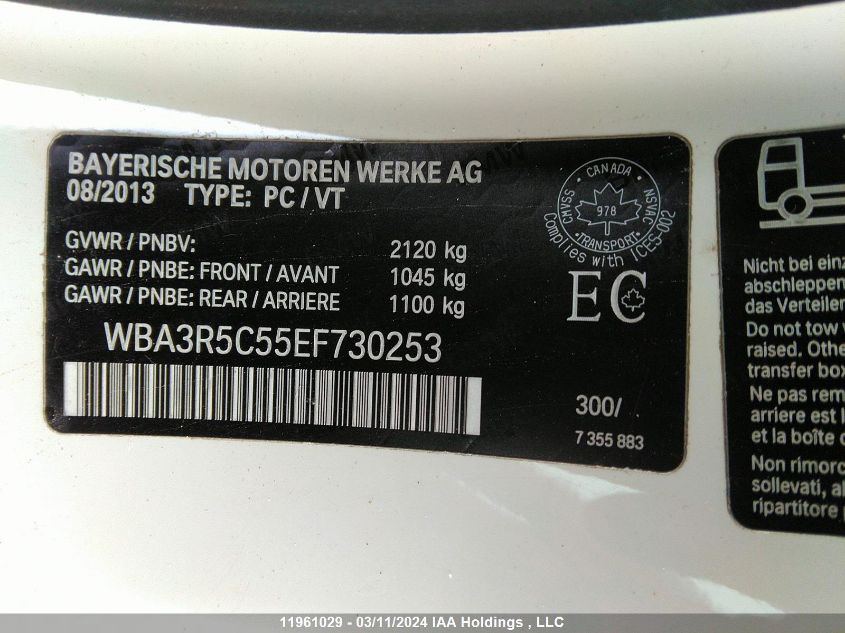 BAYERISCHE MOTOREN WERKE AG
08/2013 TYPE: PC / VT
GVWR / PNBV: 2120 kg
GAWR / PNBE: FRONT / AVANT 1045 kg
GAWR / PNBE: REAR / ARRIERE 1100 kg
WBA3R5C55EF730253
CANADA
CMVSS 978 NSVAC
TRANSPORT
Complies with ICES-002
EC
300/
7 355 883
Nicht bei einz
abschleppen
das Verteiler
Do not tow w
raised. Othe
transfer box
Ne pas rem
arriere est l
et la boîte d
Non rimorc
sollevati, al
ripartitore
11961029 - 03/11/2024 IAA Holdings , LLC